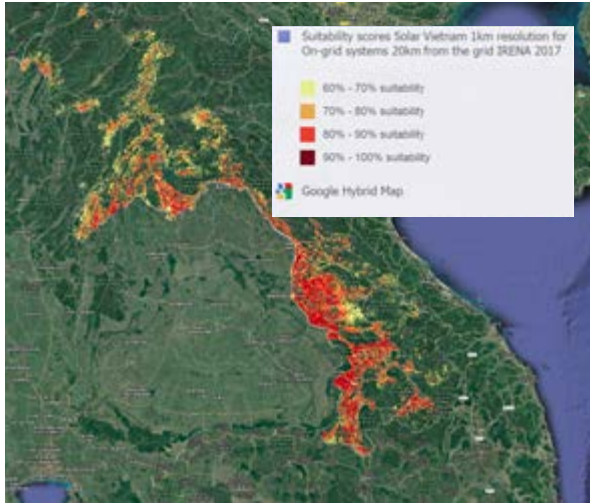 Suitability scores Solar Vietnam 1km resolution for
On-grid systems 20km from the grid IRENA 2017
60% - 70% suitability
70% - 80% suitability
80% - 90% suitability
90% - 100% suitability
Google Hybrid Map